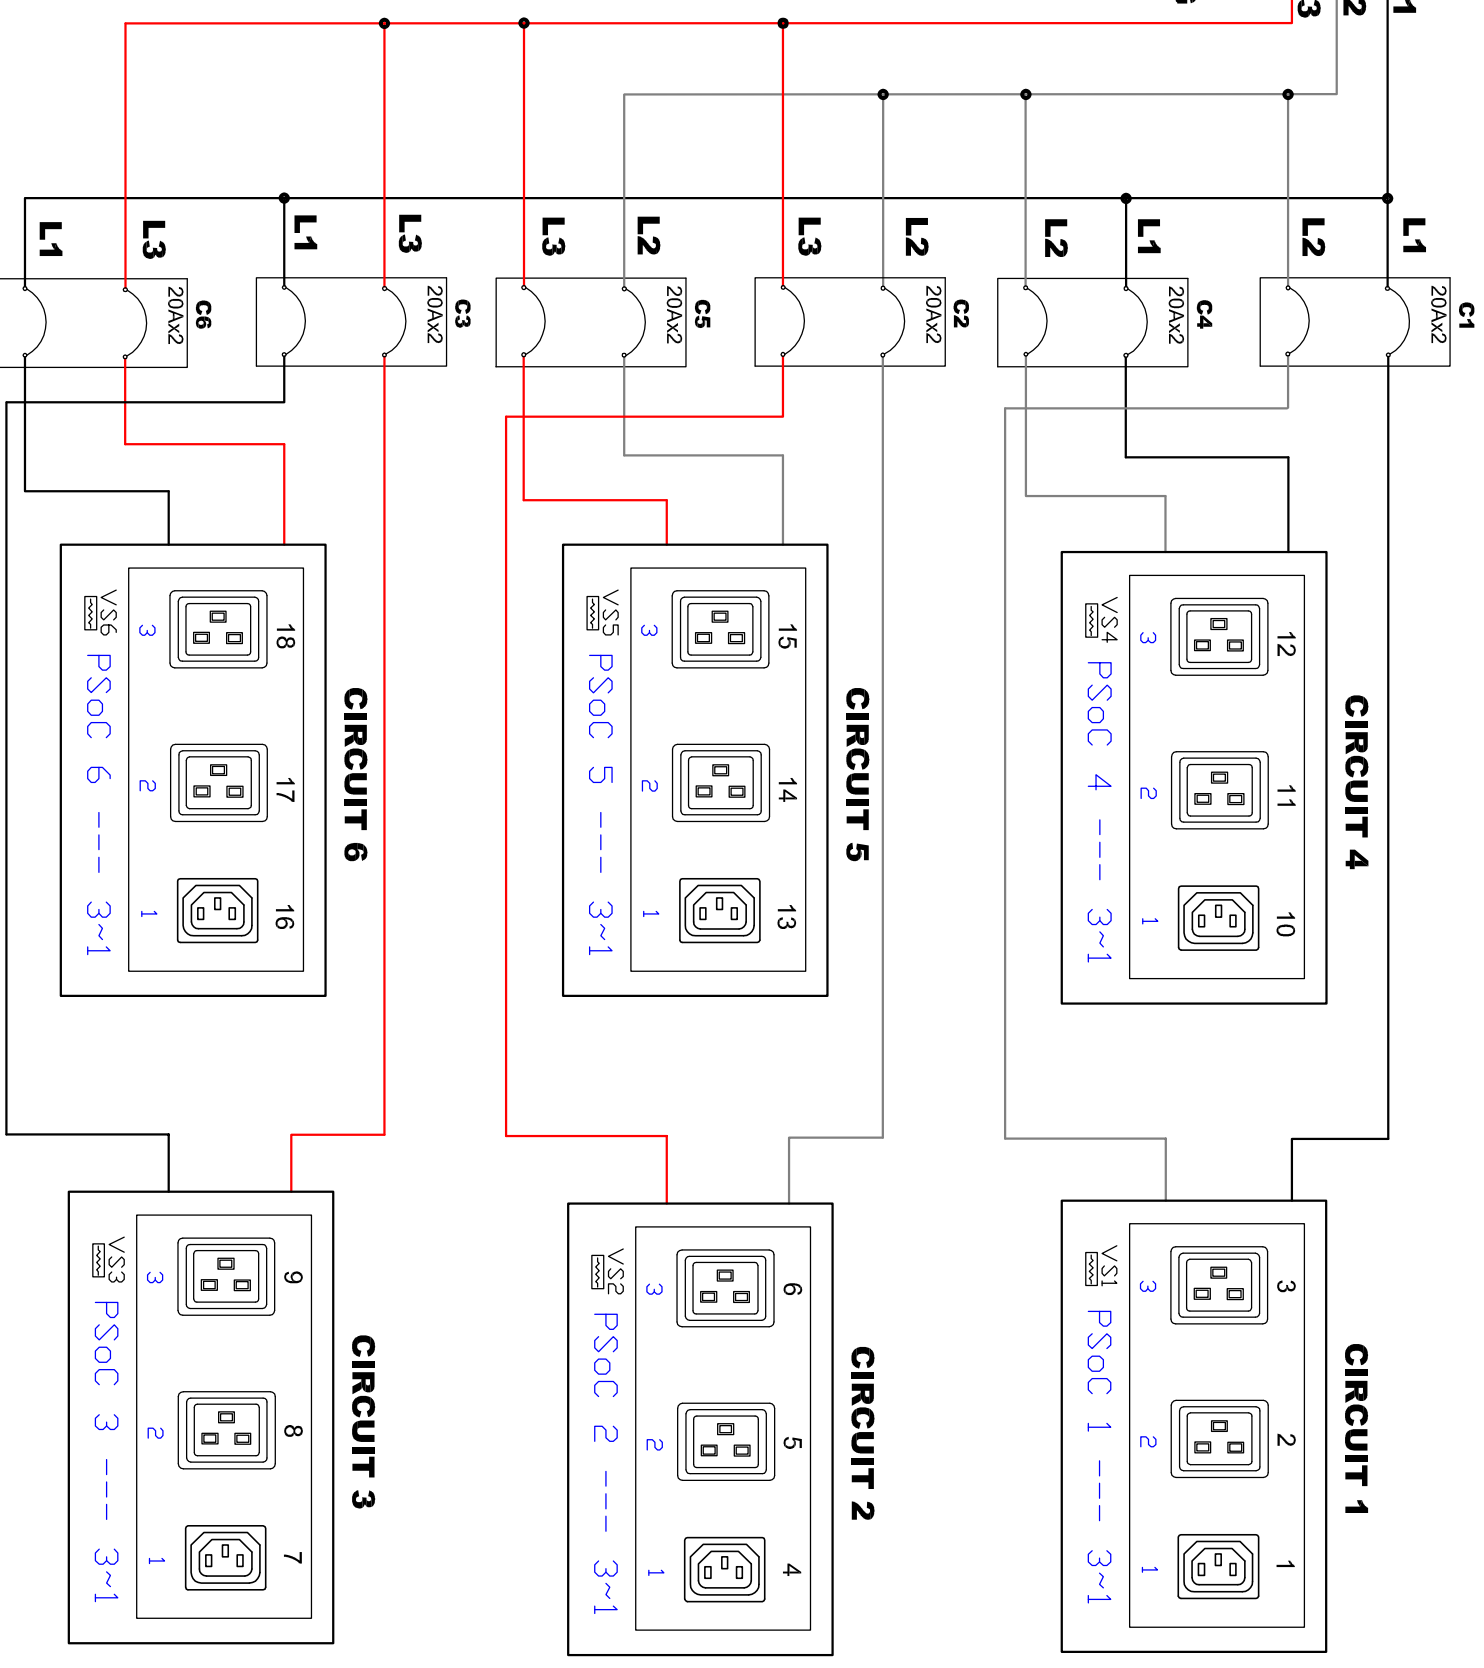 L1
L2
L1
L2
L2
L3
L2
L3
L3
L1
L3
L1
3
2
1
C1
20Ax2
C4
20Ax2
C2
20Ax2
C5
20Ax2
C3
20Ax2
C6
20Ax2
CIRCUIT 4
12
11
10
3
2
1
VS4
PSoC 4 --- 3~1
CIRCUIT 5
15
14
13
3
2
1
VS5
PSoC 5 --- 3~1
CIRCUIT 6
18
17
16
3
2
1
VS6
PSoC 6 --- 3~1
CIRCUIT 1
3
2
1
3
2
1
VS1
PSoC 1 --- 3~1
CIRCUIT 2
6
5
4
3
2
1
VS2
PSoC 2 --- 3~1
CIRCUIT 3
9
8
7
3
2
1
VS3
PSoC 3 --- 3~1